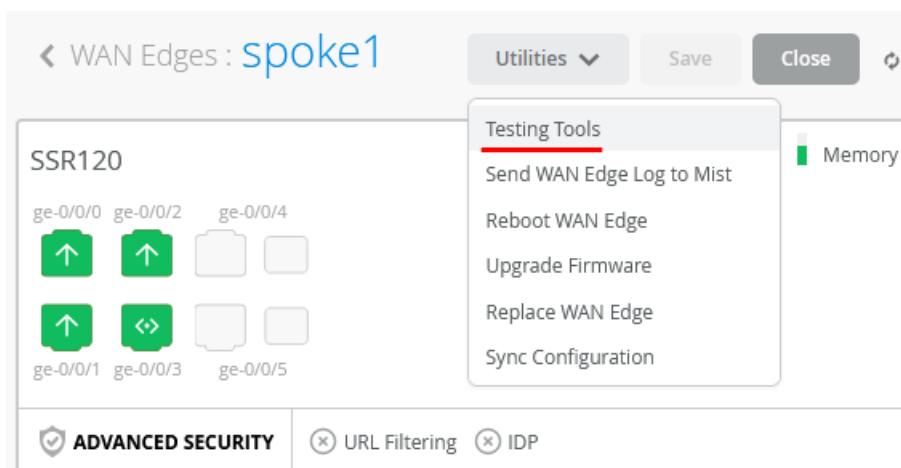 WAN Edges : spoke1
Utilities
Save
Close
Testing Tools
Send WAN Edge Log to Mist
Reboot WAN Edge
Upgrade Firmware
Replace WAN Edge
Sync Configuration
SSR120
Memory
ge-0/0/0 ge-0/0/2 ge-0/0/4
ge-0/0/1 ge-0/0/3 ge-0/0/5
ADVANCED SECURITY
URL Filtering
IDP